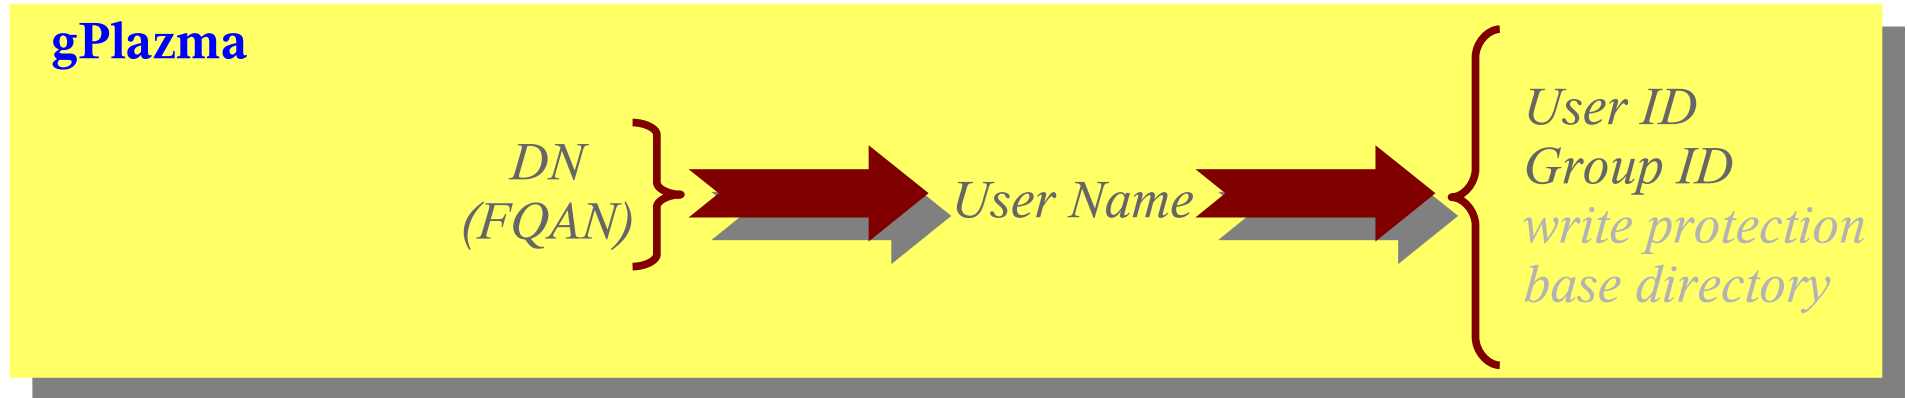 gPlazma
DN
(FQAN)
User Name
User ID
Group ID
write protection
base directory